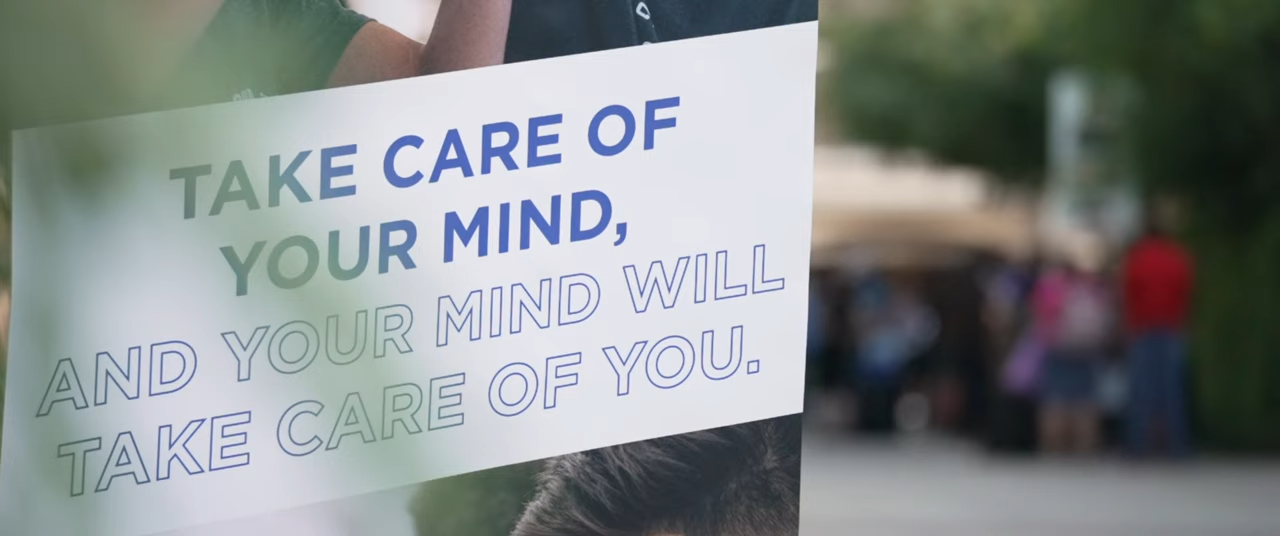 TAKE CARE OF
YOUR MIND,
AND YOUR MIND WILL
TAKE CARE OF YOU.